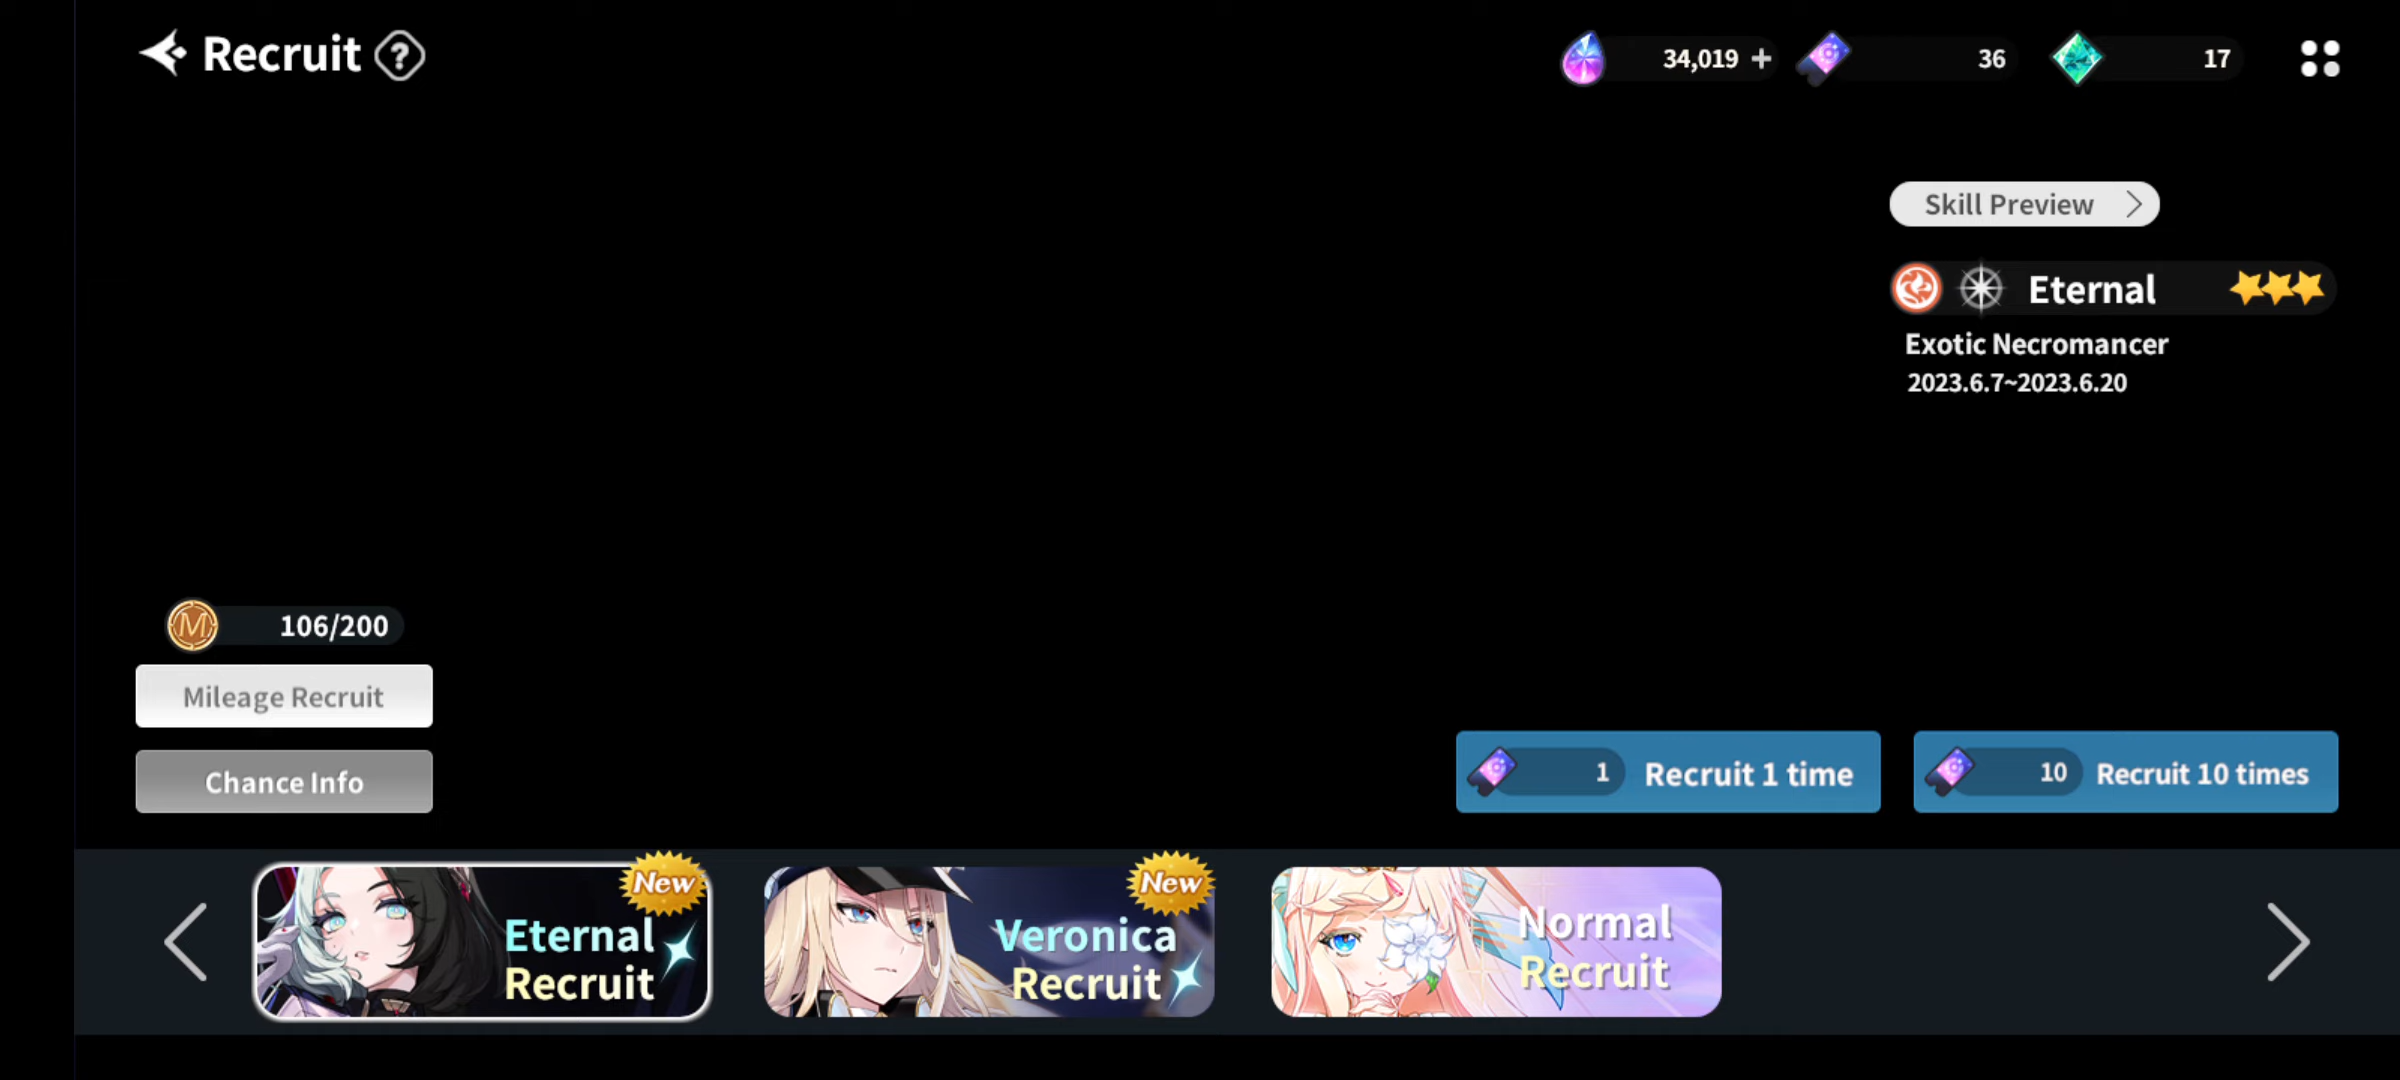 Recruit ?
34,019 +
36
17
Skill Preview
Eternal
Exotic Necromancer
2023.6.7~2023.6.20
M 106/200
Mileage Recruit
Chance Info
1 Recruit 1 time
10 Recruit 10 times
New
Eternal
Recruit
New
Veronica
Recruit
Normal
Recruit